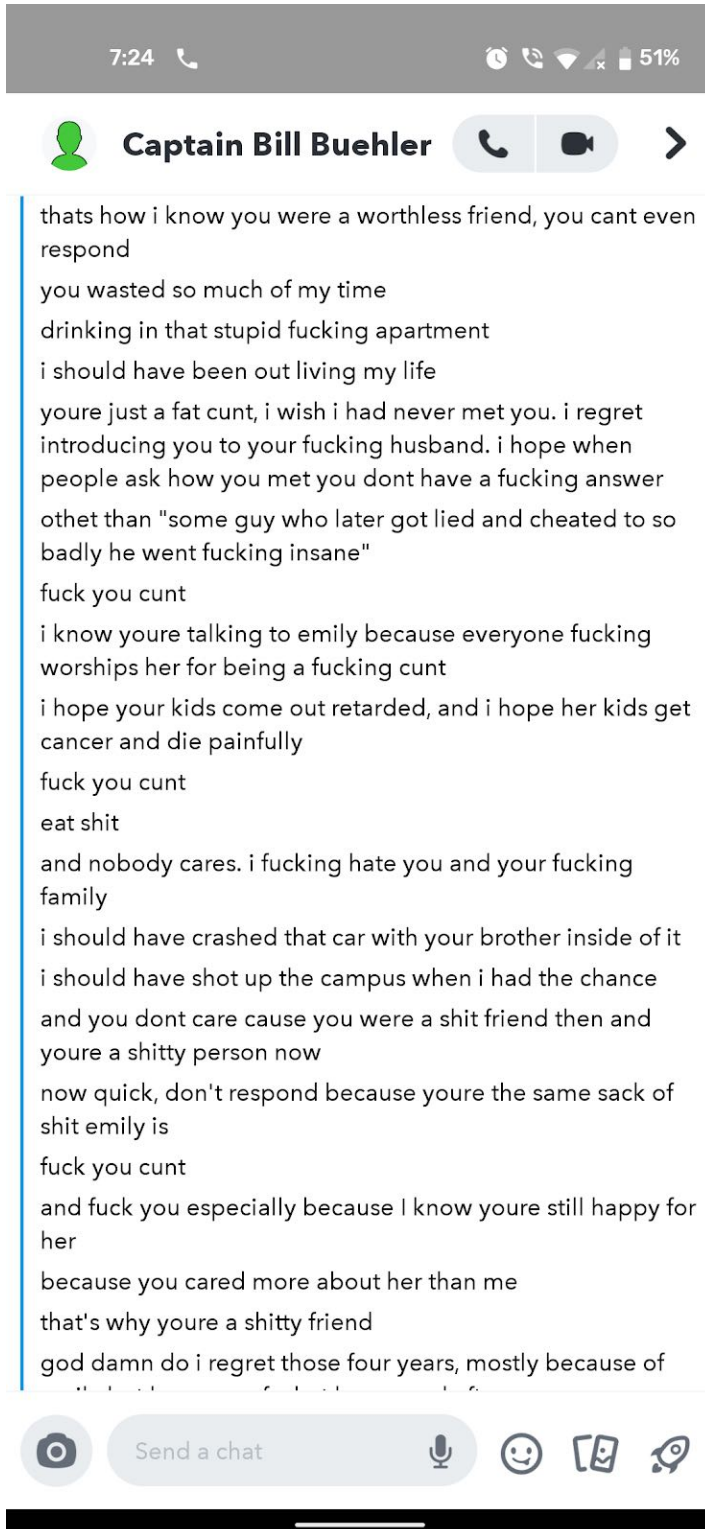 7:24
51%
Captain Bill Buehler
thats how i know you were a worthless friend, you cant even
respond
you wasted so much of my time
drinking in that stupid fucking apartment
i should have been out living my life
youre just a fat cunt, i wish i had never met you. i regret
introducing you to your fucking husband. i hope when
people ask how you met you dont have a fucking answer
othet than "some guy who later got lied and cheated to so
badly he went fucking insane"
fuck you cunt
i know youre talking to emily because everyone fucking
worships her for being a fucking cunt
i hope your kids come out retarded, and i hope her kids get
cancer and die painfully
fuck you cunt
eat shit
and nobody cares. i fucking hate you and your fucking
family
i should have crashed that car with your brother inside of it
i should have shot up the campus when i had the chance
and you dont care cause you were a shit friend then and
youre a shitty person now
now quick, don't respond because youre the same sack of
shit emily is
fuck you cunt
and fuck you especially because I know youre still happy for
her
because you cared more about her than me
that's why youre a shitty friend
god damn do i regret those four years, mostly because of
Send a chat